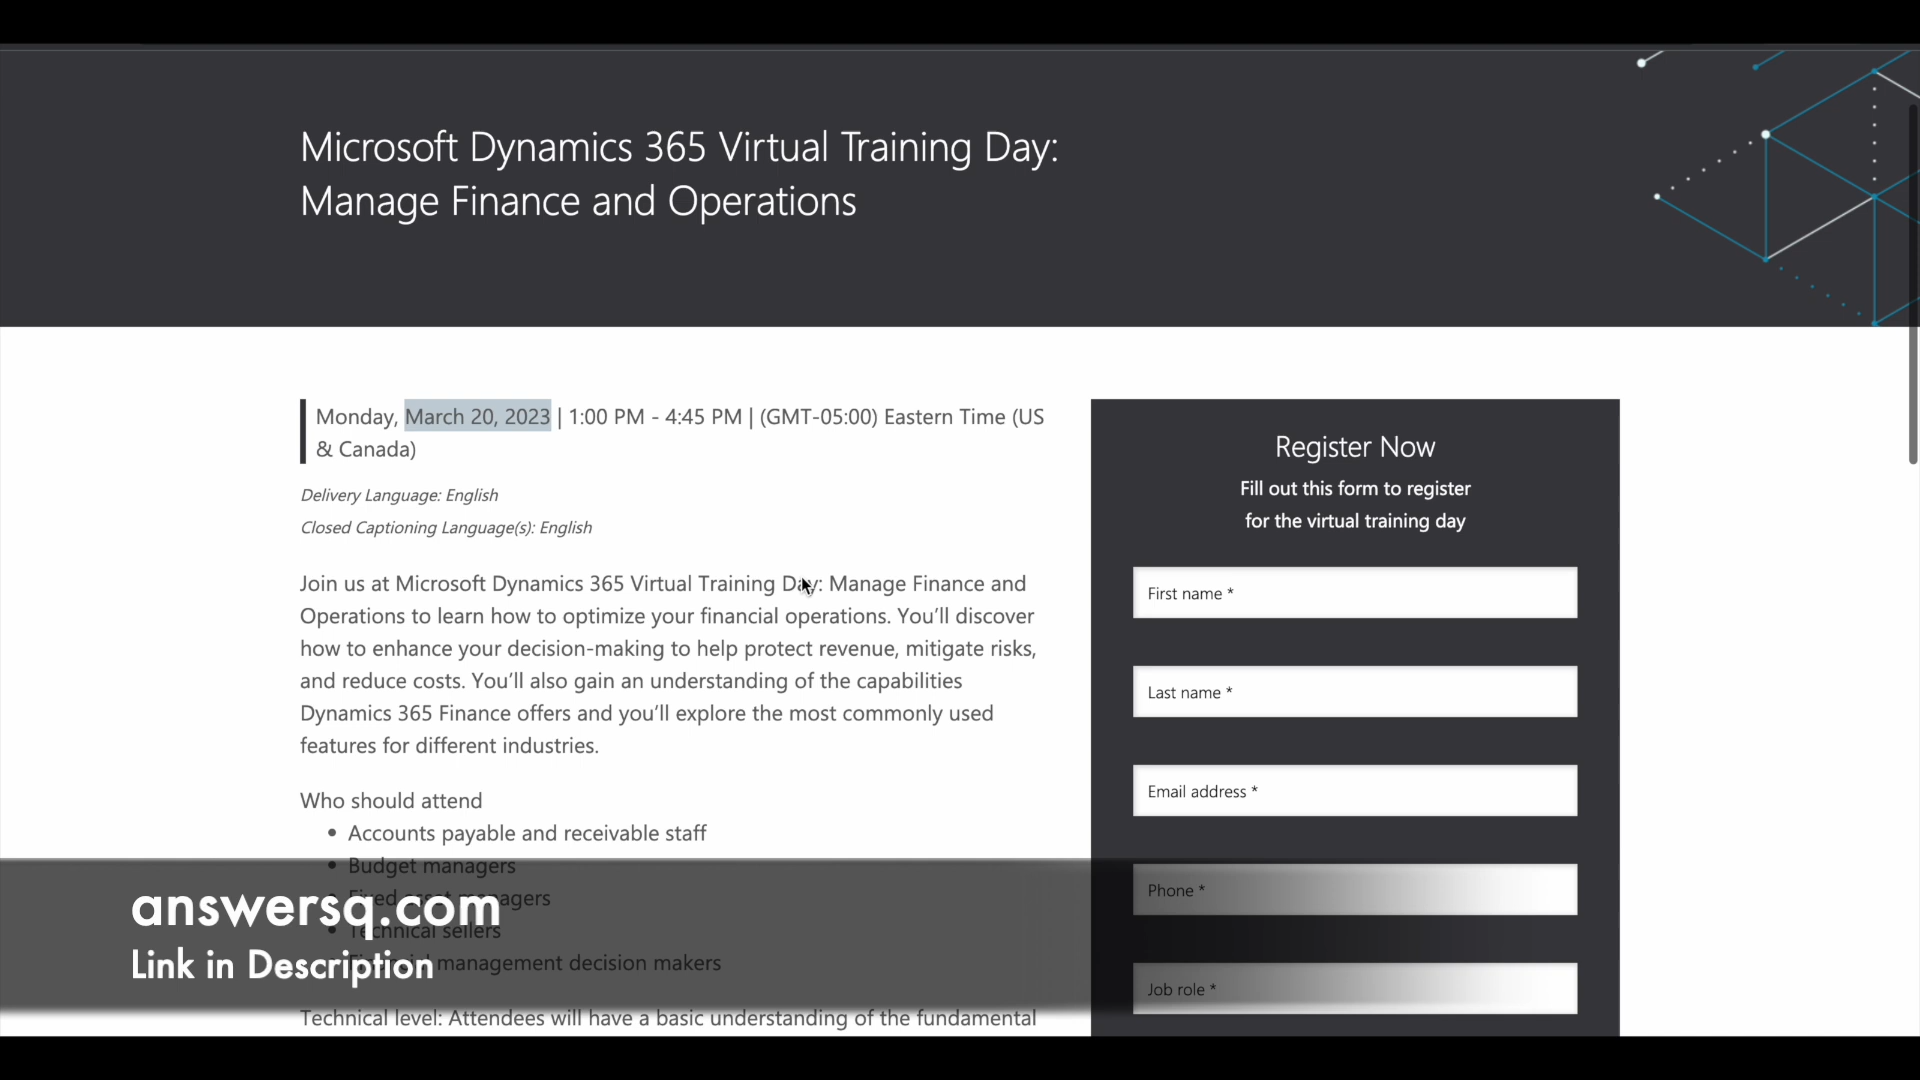 Microsoft Dynamics 365 Virtual Training Day:
Manage Finance and Operations
Monday, March 20, 2023 | 1:00 PM - 4:45 PM | (GMT-05:00) Eastern Time (US
& Canada)
Delivery Language: English
Closed Captioning Language(s): English
Join us at Microsoft Dynamics 365 Virtual Training Day: Manage Finance and
Operations to learn how to optimize your financial operations. You’ll discover
how to enhance your decision-making to help protect revenue, mitigate risks,
and reduce costs. You’ll also gain an understanding of the capabilities
Dynamics 365 Finance offers and you’ll explore the most commonly used
features for different industries.
Who should attend
• Accounts payable and receivable staff
• Budget managers
• Fixed asset managers
• Technical sellers
• Financial management decision makers
Technical level: Attendees will have a basic understanding of the fundamental
Register Now
Fill out this form to register
for the virtual training day
First name *
Last name *
Email address *
Phone *
Job role *
answersq.com
Link in Description